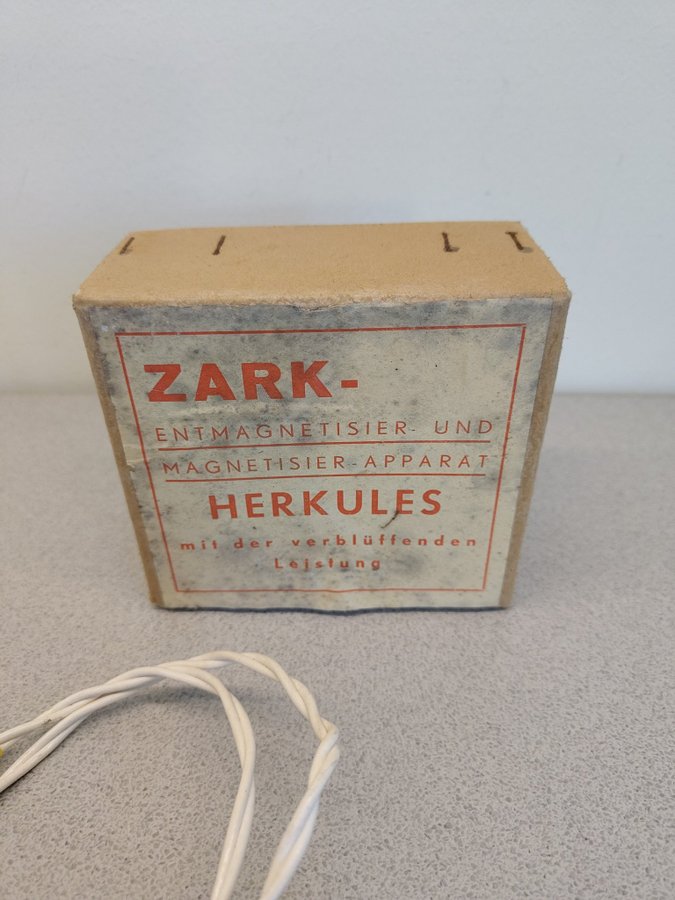 ZARK-
ENTMAGNETISIER- UND
MAGNETISIER-APPARAT
HERKULES
mit der verblüffenden
Leistung